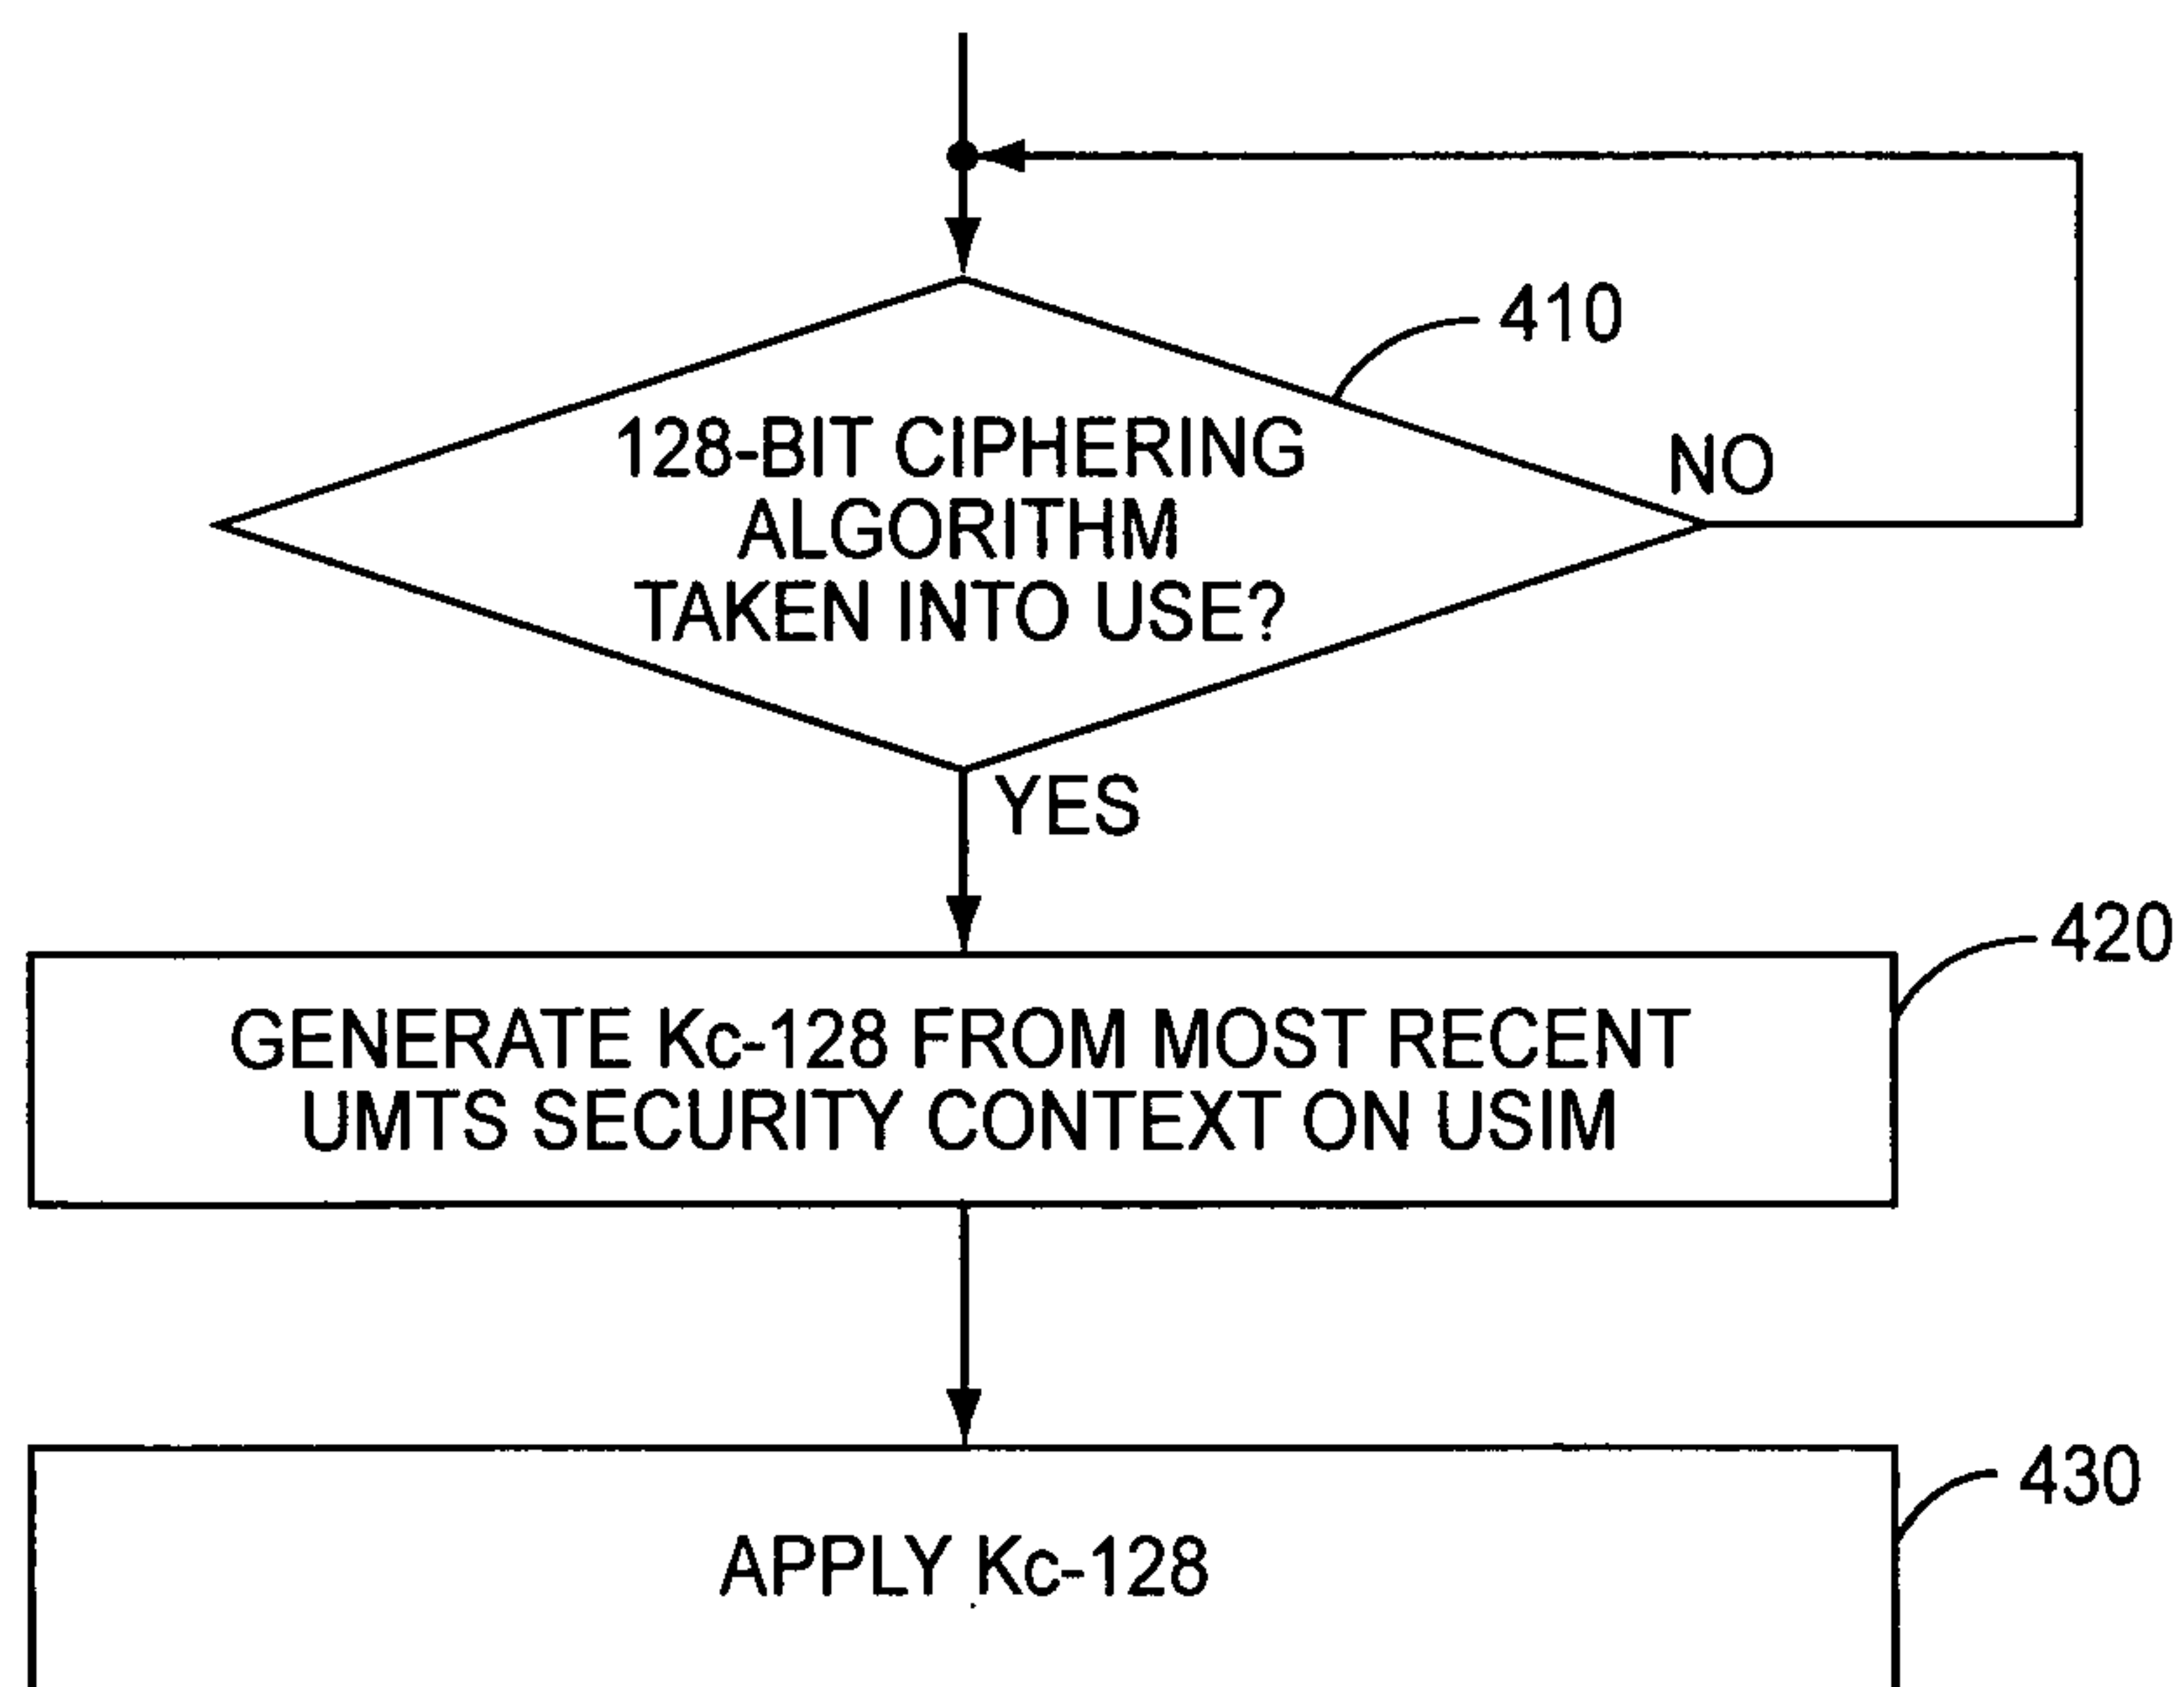 410
128-BIT CIPHERING
ALGORITHM
TAKEN INTO USE?
NO
YES
420
GENERATE Kc-128 FROM MOST RECENT
UMTS SECURITY CONTEXT ON USIM
430
APPLY Kc-128